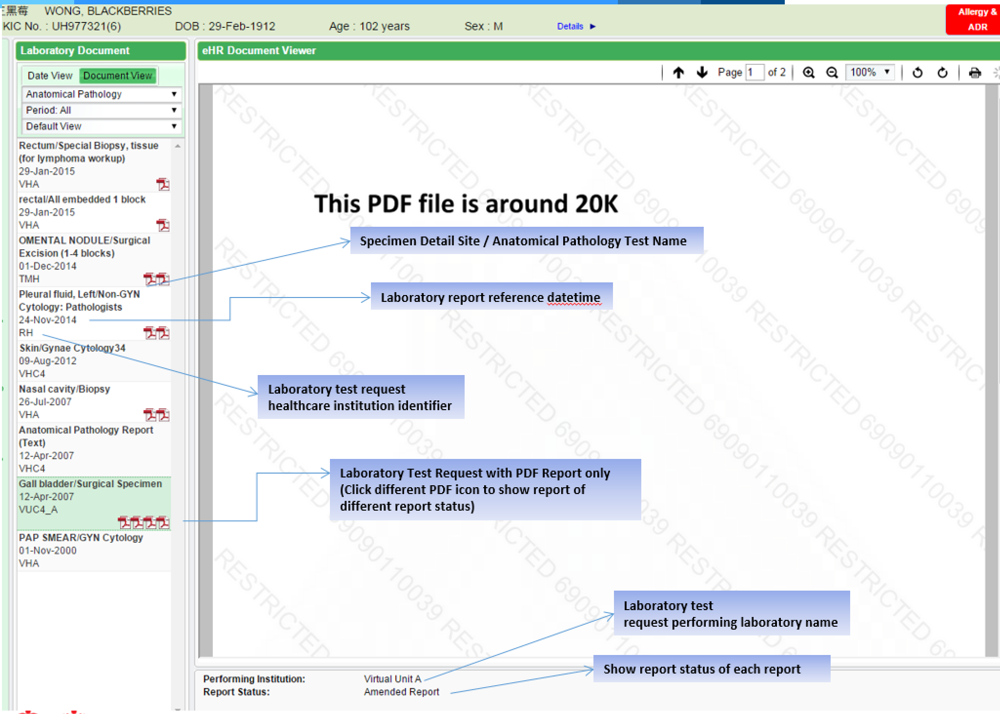 黑莓 WONG, BLACKBERRIES
KIC No. : UH977321(6) DOB : 29-Feb-1912 Age : 102 years Sex : M Details ►
Allergy &
ADR
Laboratory Document
Date View Document View
Anatomical Pathology
Period: All
Default View
Rectum/Special Biopsy, tissue
(for lymphoma workup)
29-Jan-2015
VHA
rectal/All embedded 1 block
29-Jan-2015
VHA
OMENTAL NODULE/Surgical
Excision (1-4 blocks)
01-Dec-2014
TMH
Pleural fluid, Left/Non-GYN
Cytology: Pathologists
24-Nov-2014
RH
Skin/Gynae Cytology34
09-Aug-2012
VHC4
Nasal cavity/Biopsy
26-Jul-2007
VHA
Anatomical Pathology Report
(Text)
12-Apr-2007
VHC4
Gall bladder/Surgical Specimen
12-Apr-2007
VUC4_A
PAP SMEAR/GYN Cytology
01-Nov-2000
VHA
eHR Document Viewer
Page 1 of 2 100%
This PDF file is around 20K
Specimen Detail Site / Anatomical Pathology Test Name
Laboratory report reference datetime
Laboratory test request
healthcare institution identifier
Laboratory Test Request with PDF Report only
(Click different PDF icon to show report of
different report status)
Laboratory test
request performing laboratory name
Show report status of each report
Performing Institution: Virtual Unit A
Report Status: Amended Report
RESTRICTED 69090110039 RESTRICTED 69090110039